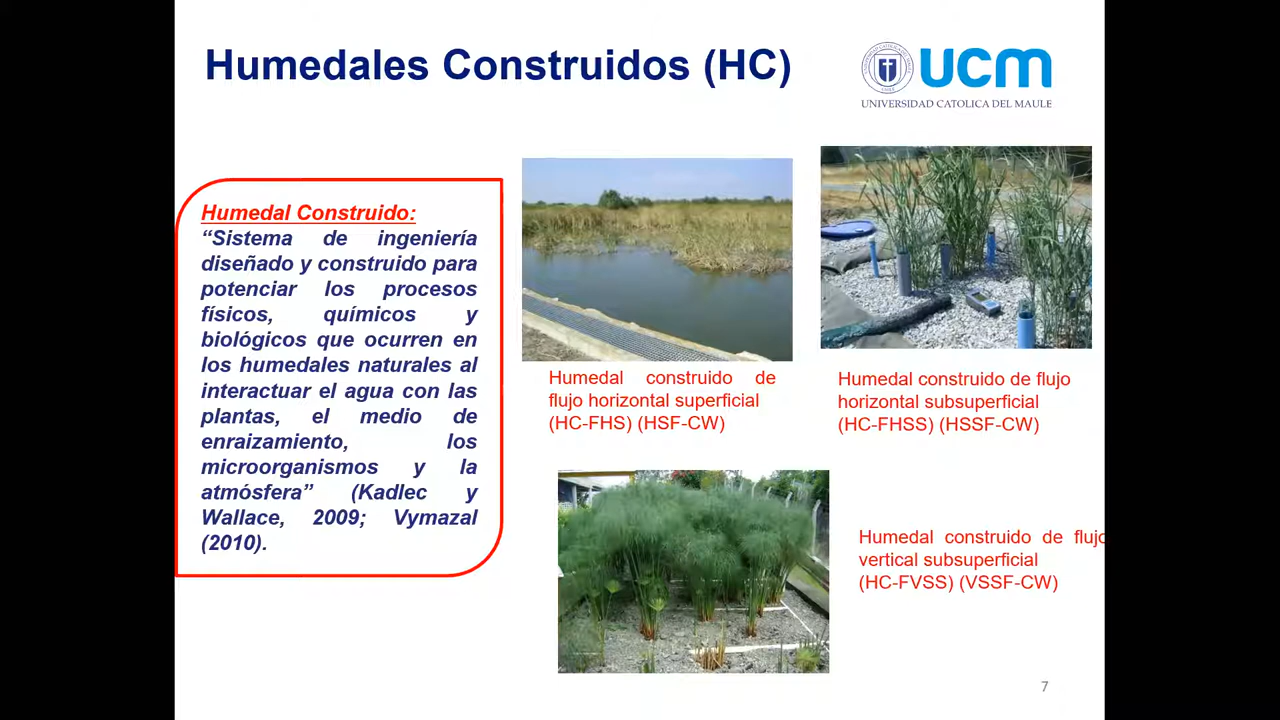 Humedales Construidos (HC)
ucm
UNIVERSIDAD CATOLICA DEL MAULE
Humedal Construido:
“Sistema de ingeniería
diseñado y construido para
potenciar los procesos
físicos, químicos y
biológicos que ocurren en
los humedales naturales al
interactuar el agua con las
plantas, el medio de
enraizamiento, los
microorganismos y la
atmósfera” (Kadlec y
Wallace, 2009; Vymazal
(2010).
Humedal construido de
flujo horizontal superficial
(HC-FHS) (HSF-CW)
Humedal construido de flujo
horizontal subsuperficial
(HC-FHSS) (HSSF-CW)
Humedal construido de flujo
vertical subsuperficial
(HC-FVSS) (VSSF-CW)
7